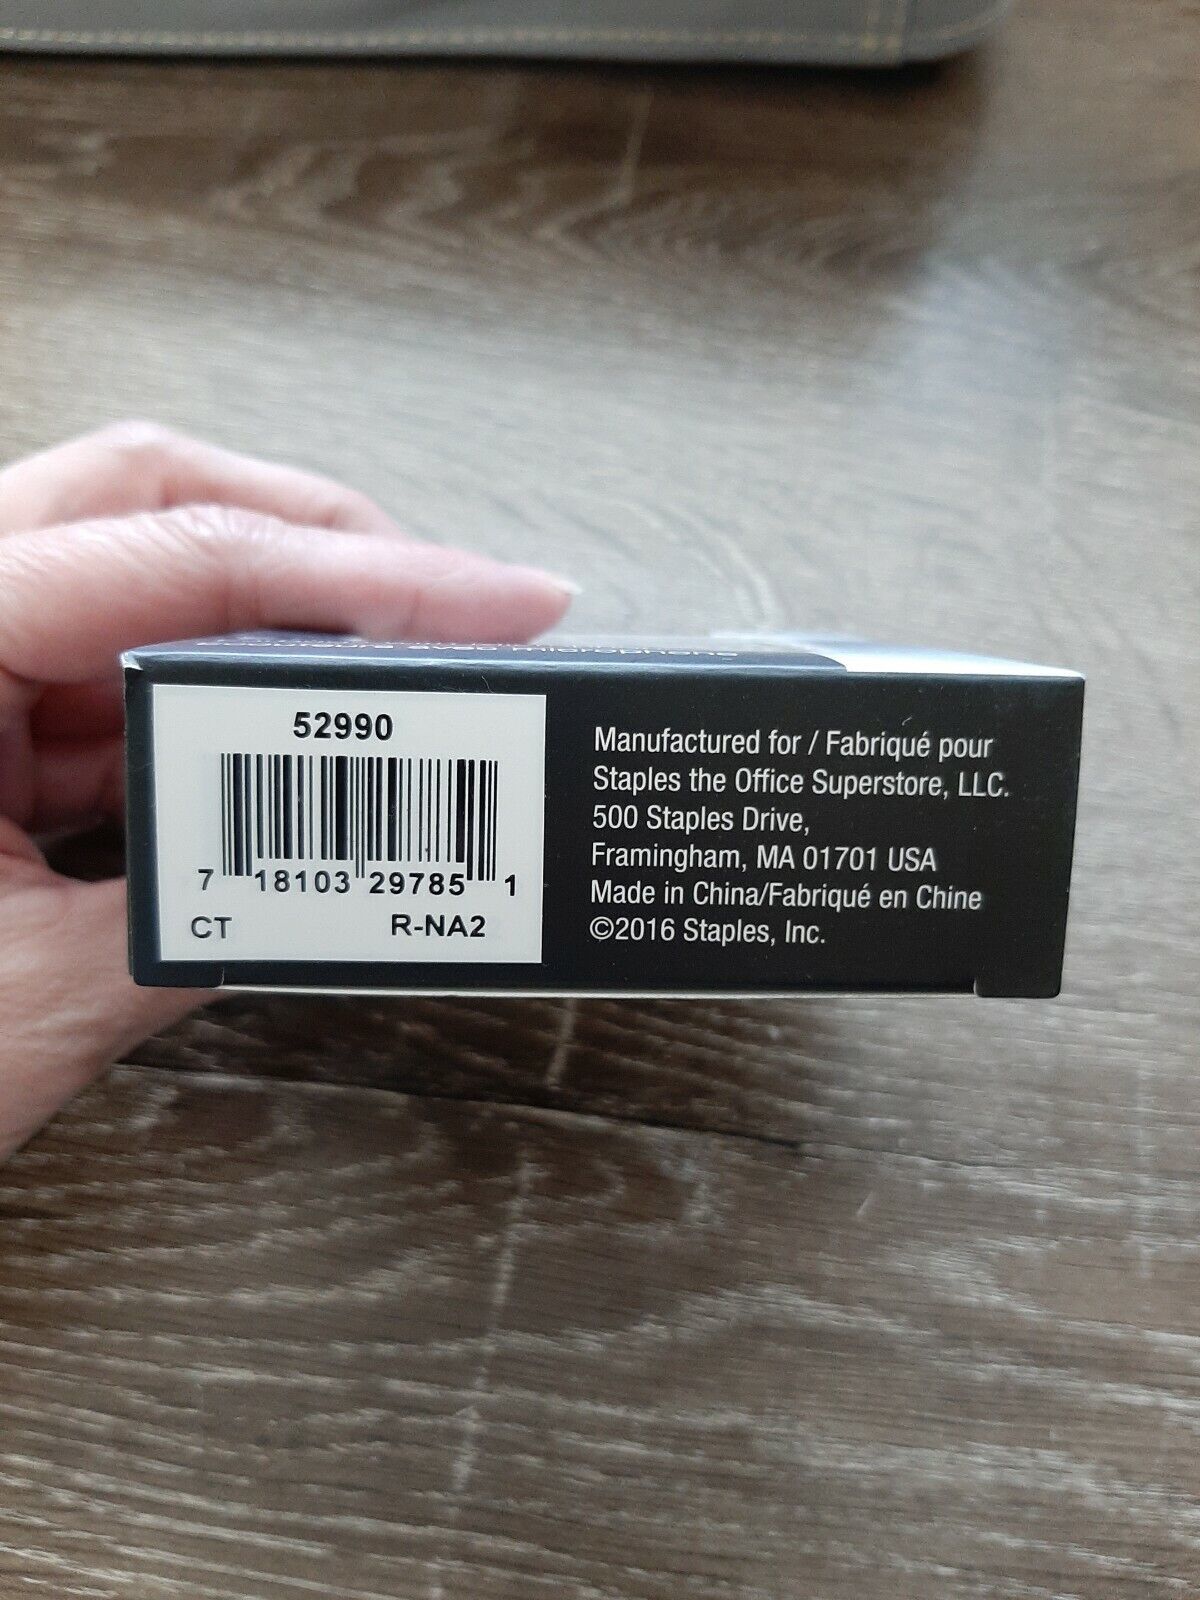 microphone
52990
7 18103 29785 1
CT R-NA2
Manufactured for / Fabriqué pour
Staples the Office Superstore, LLC.
500 Staples Drive,
Framingham, MA 01701 USA
Made in China/Fabriqué en Chine
©2016 Staples, Inc.